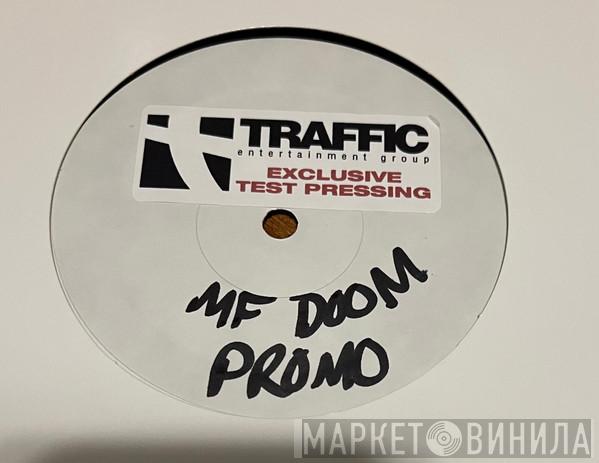 TRAFFIC
entertainment group
EXCLUSIVE
TEST PRESSING
MF DOOM
PROMO
МАРКЕТ ВИНИЛА